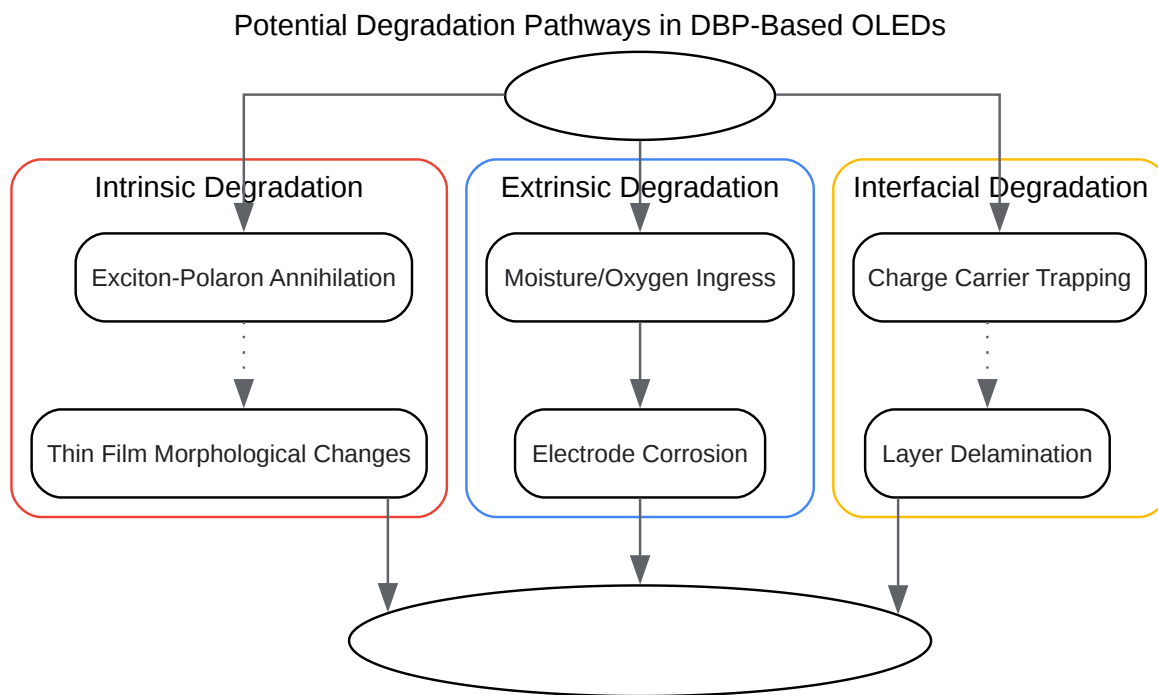 Potential Degradation Pathways in DBP-Based OLEDs
Intrinsic Degradation
Extrinsic Degradation
Interfacial Degradation
Exciton-Polaron Annihilation
Moisture/Oxygen Ingress
Charge Carrier Trapping
Thin Film Morphological Changes
Electrode Corrosion
Layer Delamination